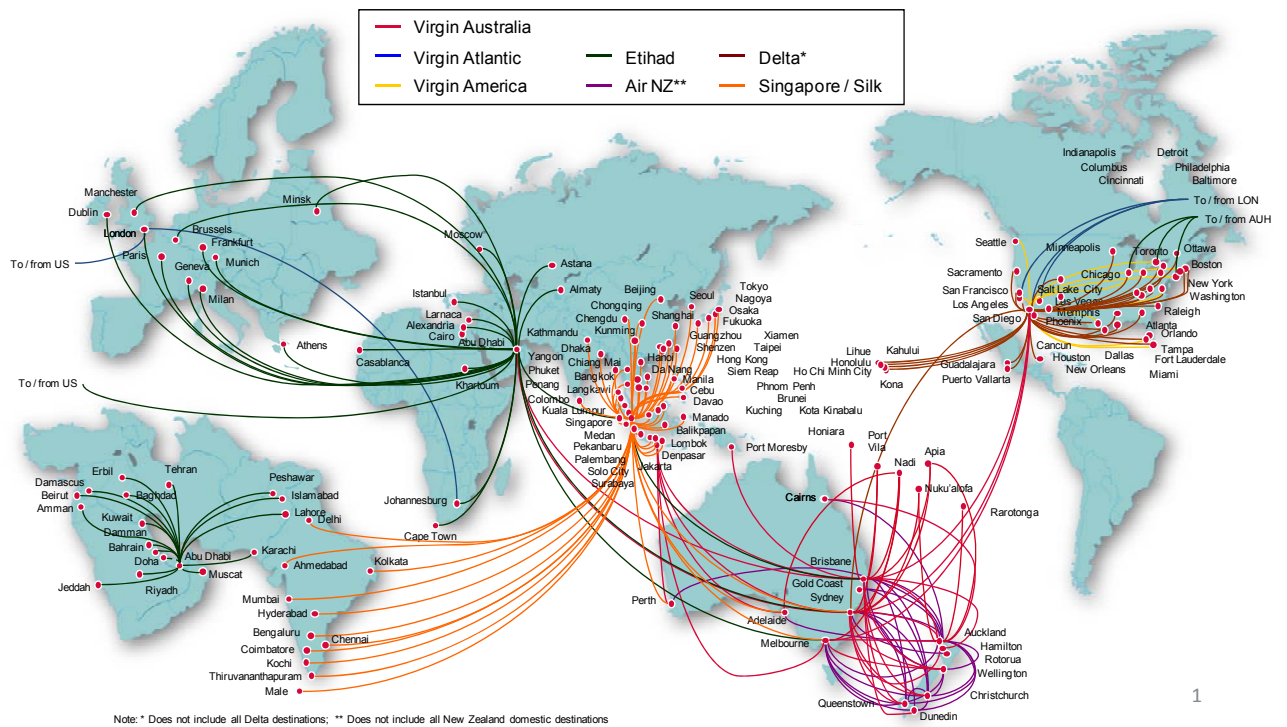 Virgin Australia
Virgin Atlantic
Etihad
Delta*
Virgin America
Air NZ**
Singapore / Silk
Indianapolis
Detroit
Columbus
Philadelphia
Cincinnati
Baltimore
To / from LON
To / from AUH
Manchester
Dublin
London
Minsk
Brussels
Frankfurt
Paris
Munich
Geneva
Milan
To / from US
Moscow
Astana
Almaty
Istanbul
Larnaca
Alexandria
Cairo
Abu Dhabi
Athens
Casablanca
Khartoum
To / from US
Beijing
Seoul
Tokyo
Nagoya
Osaka
Fukuoka
Chongqing
Shanghai
Chengdu
Kunming
Guangzhou
Xiamen
Kathmandu
Dhaka
Shenzen
Taipei
Yangon
Chiang Mai
Hanoi
Hong Kong
Phuket
Bangkok
Da Nang
Siem Reap
Ho Chi Minh City
Penang
Langkawi
Manila
Phnom Penh
Colombo
Cebu
Brunei
Kuala Lumpur
Davao
Kuching
Kota Kinabalu
Singapore
Manado
Medan
Balikpapan
Pekanbaru
Lombok
Palembang
Denpasar
Solo City
Jakarta
Surabaya
Seattle
Minneapolis
Toronto
Ottawa
Sacramento
Chicago
Boston
San Francisco
Salt Lake City
New York
Los Angeles
Las Vegas
Washington
San Diego
Memphis
Raleigh
Phoenix
Atlanta
Orlando
Lihue
Kahului
Honolulu
Kona
Cancun
Dallas
Tampa
Guadalajara
Houston
Fort Lauderdale
Puerto Vallarta
New Orleans
Miami
Port Moresby
Honiara
Port
Vila
Apia
Nadi
Nuku'alofa
Rarotonga
Cairns
Erbil
Tehran
Damascus
Peshawar
Beirut
Baghdad
Islamabad
Amman
Lahore
Kuwait
Delhi
Damman
Bahrain
Abu Dhabi
Karachi
Doha
Ahmedabad
Muscat
Jeddah
Riyadh
Johannesburg
Cape Town
Kolkata
Mumbai
Hyderabad
Bengaluru
Chennai
Coimbatore
Kochi
Thiruvananthapuram
Male
Brisbane
Gold Coast
Sydney
Perth
Adelaide
Melbourne
Auckland
Hamilton
Rotorua
Wellington
Christchurch
Queenstown
Dunedin
1
Note: * Does not include all Delta destinations; ** Does not include all New Zealand domestic destinations